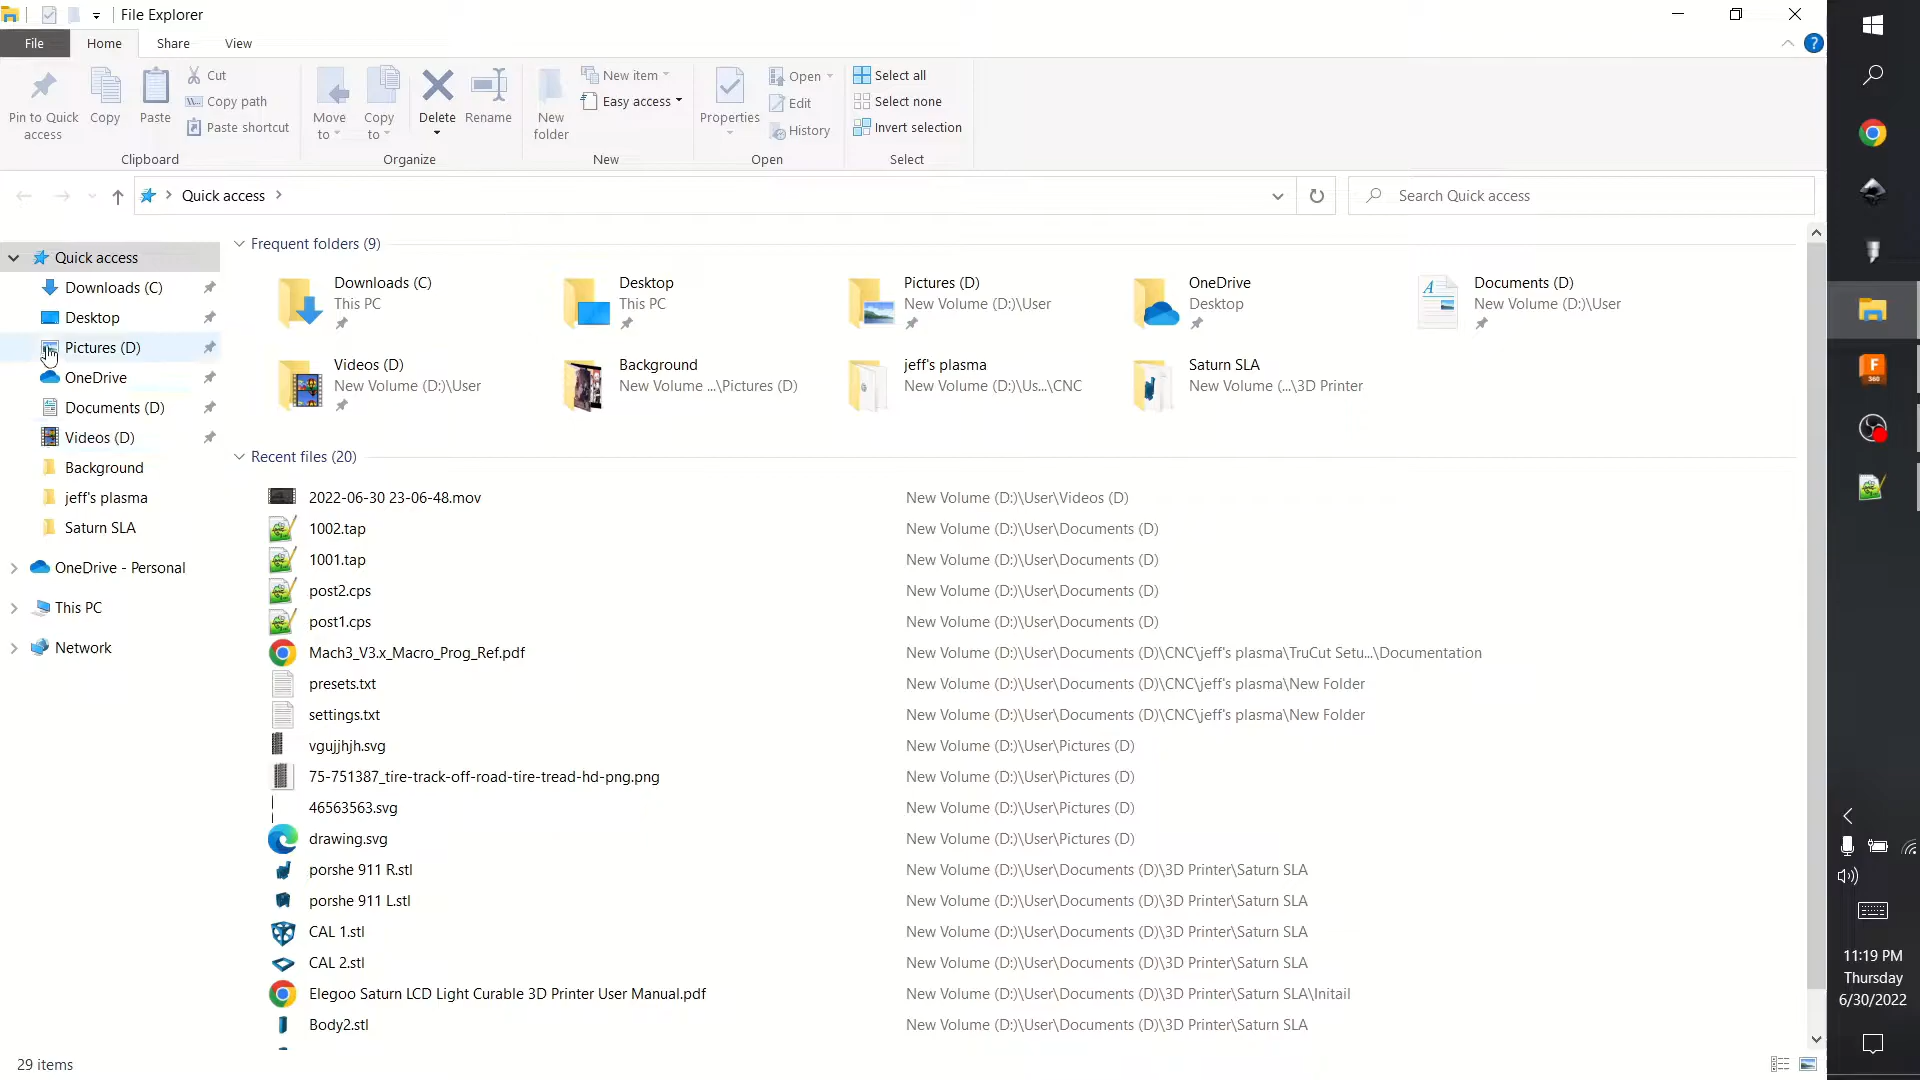 File Explorer
File Home Share View
Pin to Quick access
Copy
Paste
Cut
Copy path
Paste shortcut
Clipboard
Move to
Copy to
Delete
Rename
Organize
New folder
New item
Easy access
New
Properties
Open
Edit
History
Open
Select all
Select none
Invert selection
Select
Quick access
Search Quick access
Quick access
Downloads (C)
Desktop
Pictures (D)
OneDrive
Documents (D)
Videos (D)
Background
jeff's plasma
Saturn SLA
OneDrive - Personal
This PC
Network
Frequent folders (9)
Downloads (C)
This PC
Desktop
This PC
Pictures (D)
New Volume (D:)\User
OneDrive
Desktop
Documents (D)
New Volume (D:)\User
Videos (D)
New Volume (D:)\User
Background
New Volume ...\Pictures (D)
jeff's plasma
New Volume (D:)\Us...\CNC
Saturn SLA
New Volume (...\3D Printer
Recent files (20)
2022-06-30 23-06-48.mov New Volume (D:)\User\Videos (D)
1002.tap New Volume (D:)\User\Documents (D)
1001.tap New Volume (D:)\User\Documents (D)
post2.cps New Volume (D:)\User\Documents (D)
post1.cps New Volume (D:)\User\Documents (D)
Mach3_V3.x_Macro_Prog_Ref.pdf New Volume (D:)\User\Documents (D)\CNC\jeff's plasma\TruCut Setu...\Documentation
presets.txt New Volume (D:)\User\Documents (D)\CNC\jeff's plasma\New Folder
settings.txt New Volume (D:)\User\Documents (D)\CNC\jeff's plasma\New Folder
vgujjhjh.svg New Volume (D:)\User\Pictures (D)
75-751387_tire-track-off-road-tire-tread-hd-png.png New Volume (D:)\User\Pictures (D)
46563563.svg New Volume (D:)\User\Pictures (D)
drawing.svg New Volume (D:)\User\Pictures (D)
porshe 911 R.stl New Volume (D:)\User\Documents (D)\3D Printer\Saturn SLA
porshe 911 L.stl New Volume (D:)\User\Documents (D)\3D Printer\Saturn SLA
CAL 1.stl New Volume (D:)\User\Documents (D)\3D Printer\Saturn SLA
CAL 2.stl New Volume (D:)\User\Documents (D)\3D Printer\Saturn SLA
Elegoo Saturn LCD Light Curable 3D Printer User Manual.pdf New Volume (D:)\User\Documents (D)\3D Printer\Saturn SLA\Initail
Body2.stl New Volume (D:)\User\Documents (D)\3D Printer\Saturn SLA
29 items
F
360
11:19 PM
Thursday
6/30/2022